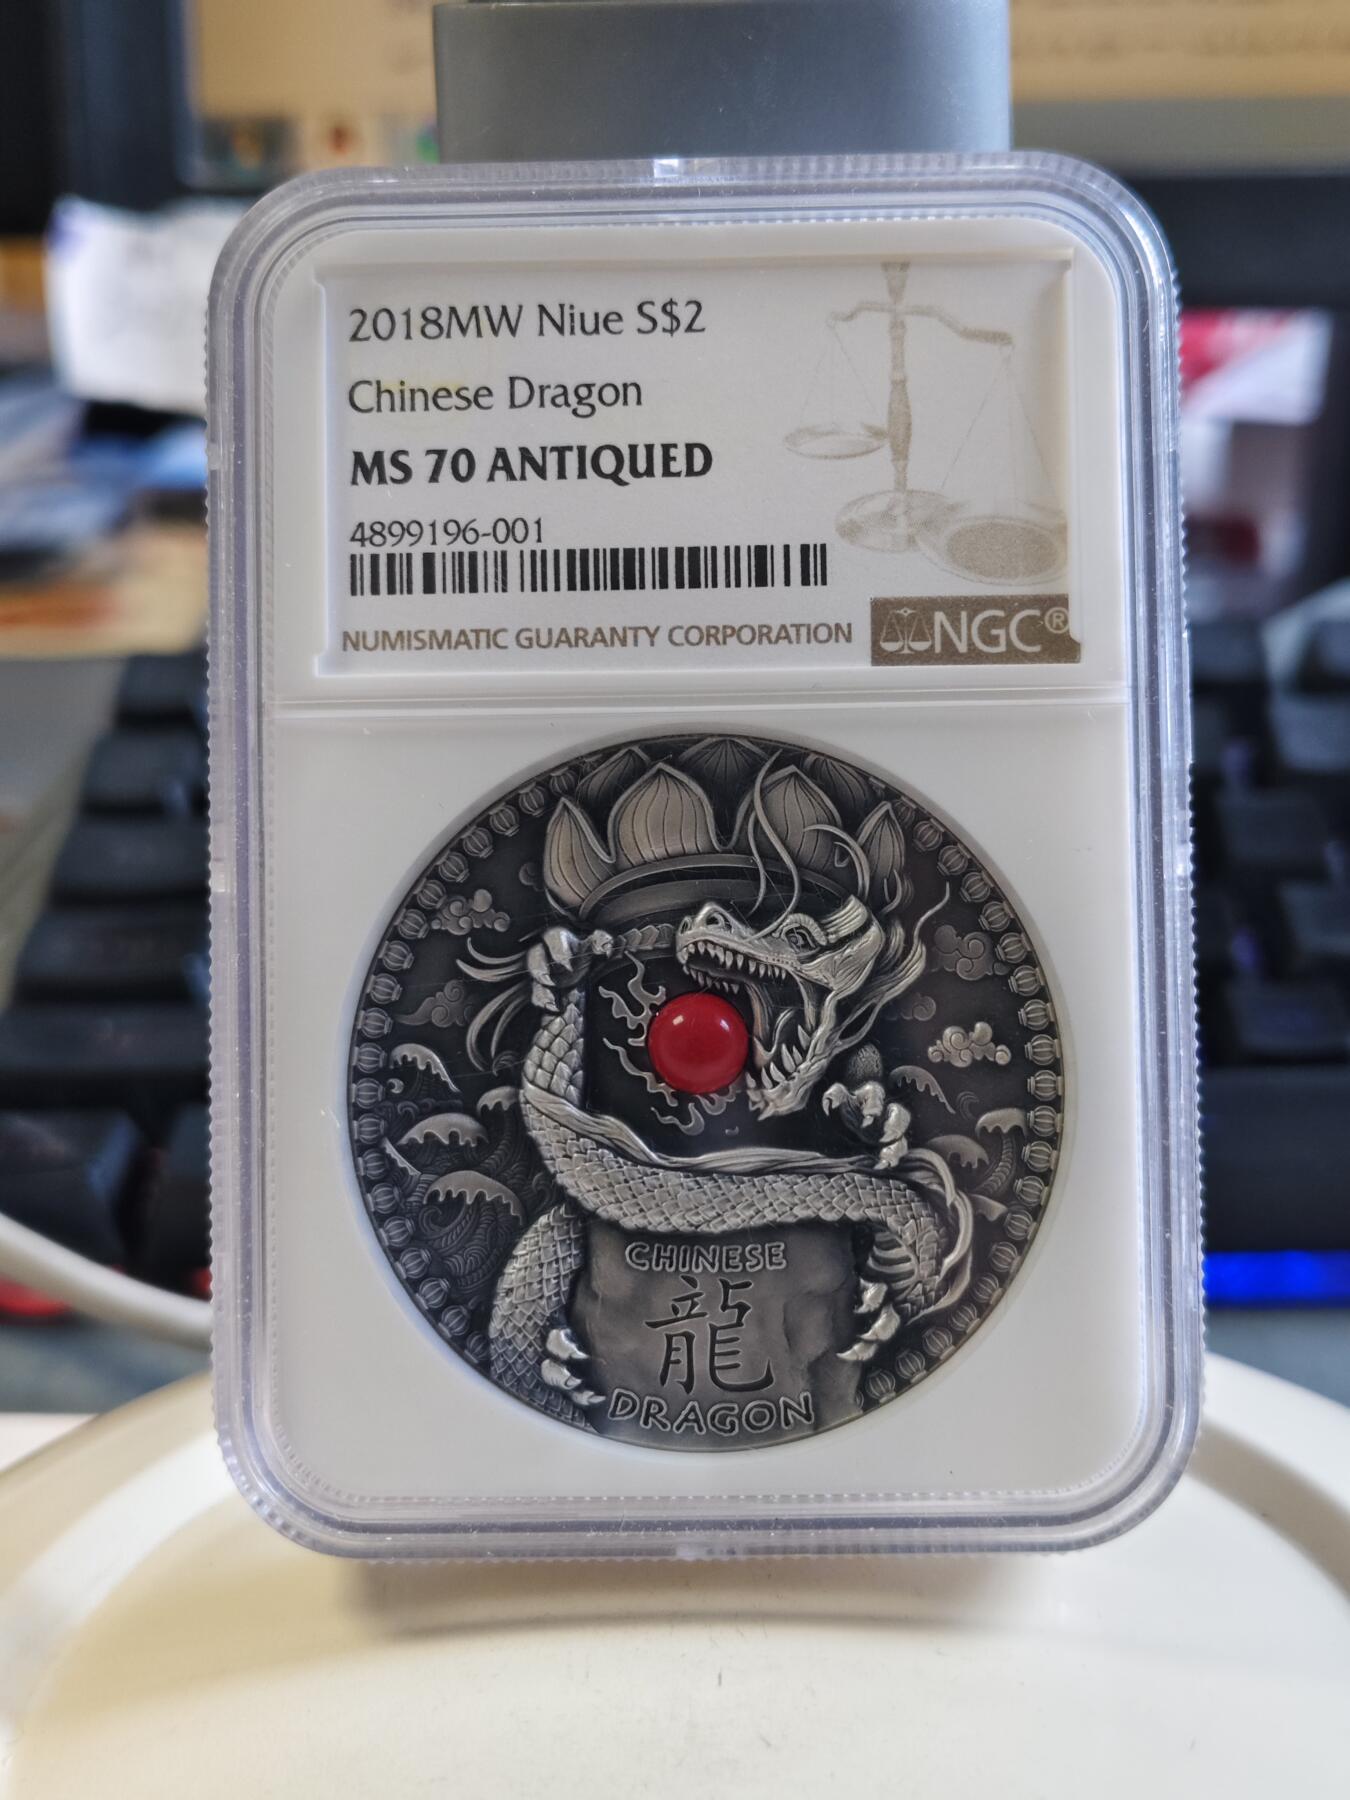 2018MW Niue S$2
Chinese Dragon
MS 70 ANTIQUED
4899196-001
NUMISMATIC GUARANTY CORPORATION NGC®
CHINESE
龍
DRAGON